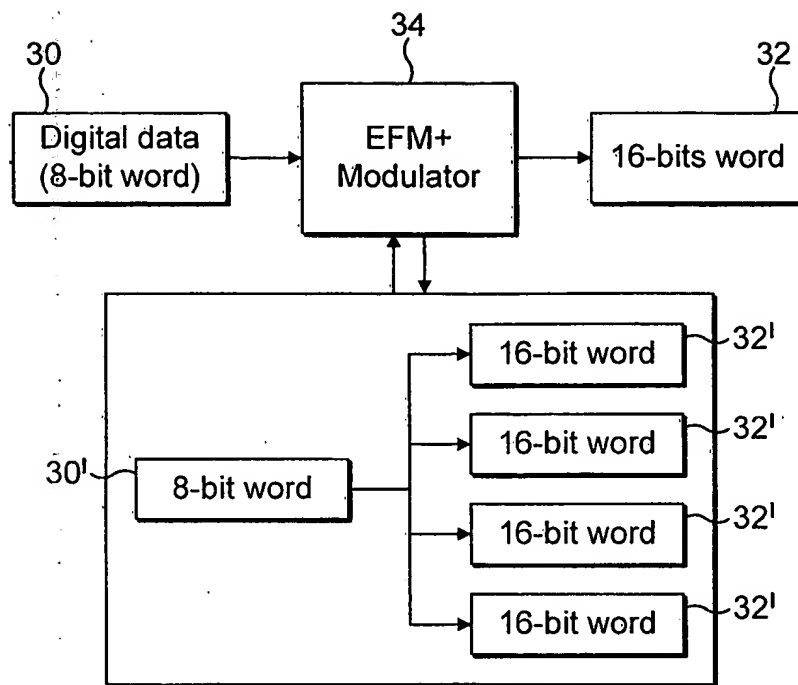 30
34
32
Digital data
(8-bit word)
EFM+
Modulator
16-bits word
16-bit word
32'
16-bit word
32'
30'
8-bit word
16-bit word
32'
16-bit word
32'